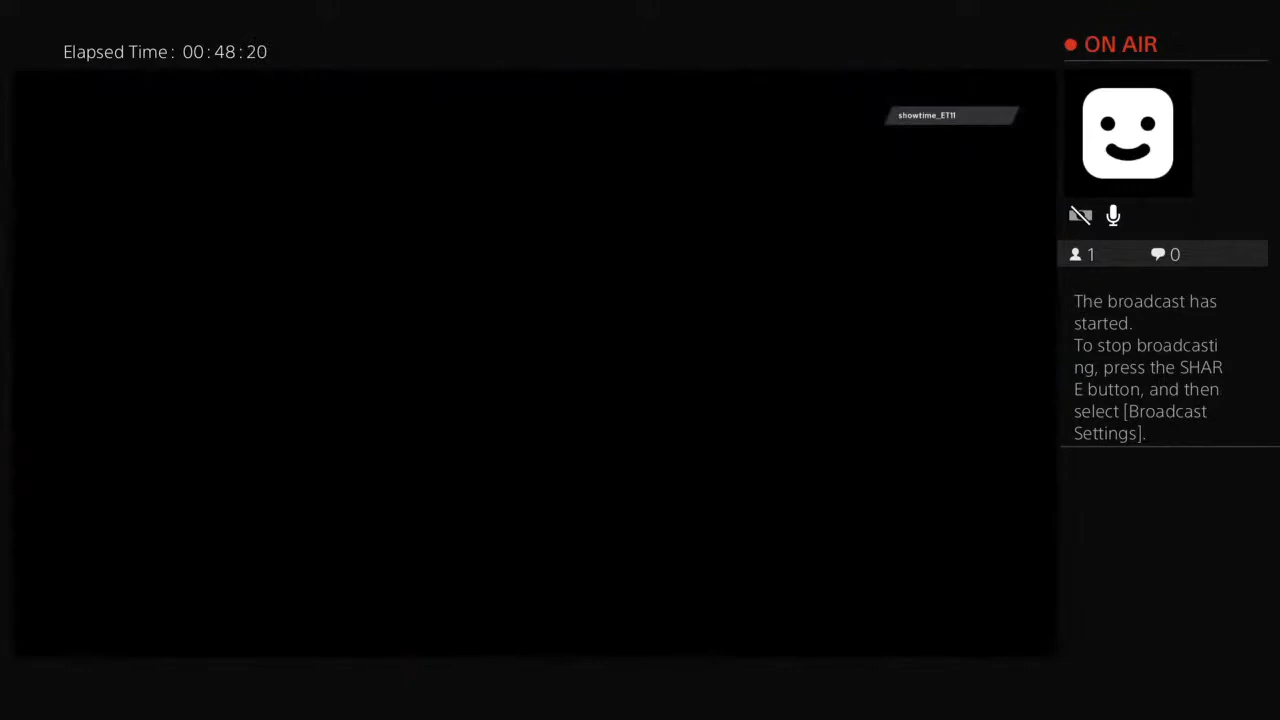 Elapsed Time: 00:48:20
ON AIR
showtime_ET11
1 0
The broadcast has
started.
To stop broadcasti
ng, press the SHAR
E button, and then
select [Broadcast
Settings].